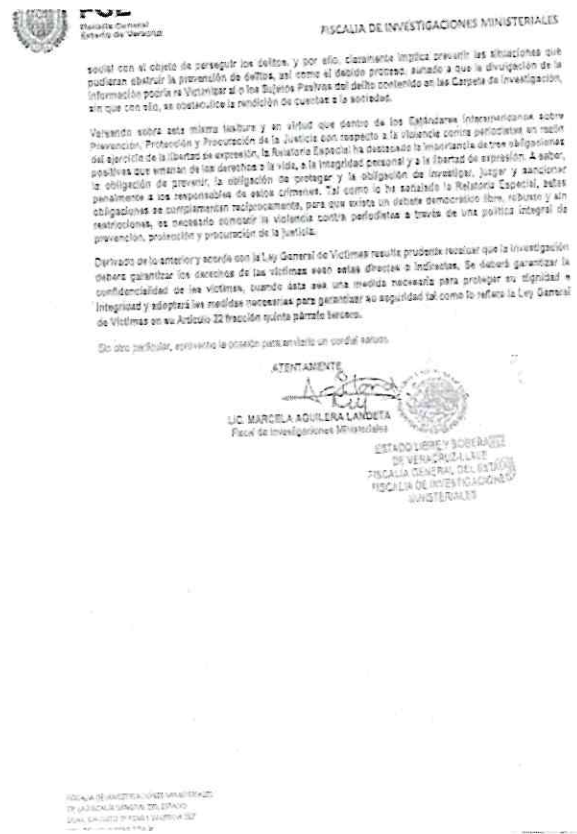 FGE
Fiscalía General
Estado de Veracruz
FISCALIA DE INVESTIGACIONES MINISTERIALES
social con el objeto de perseguir los delitos, y por ello, claramente implica prevenir las situaciones que
pudieran obstruir la prevención de delitos, así como el debido proceso, aunado a que la divulgación de la
información podría re Victimizar al o los Sujetos Pasivos del delito contenido en las Carpeta de Investigación,
sin que con ello, se obstaculice la rendición de cuentas a la sociedad.
Versando sobre esta misma tesitura y en virtud que dentro de los Estándares Interamericanos sobre
Prevención, Protección y Procuración de la Justicia con respecto a la violencia contra periodistas en razón
del ejercicio de la libertad de expresión, la Relatoría Especial ha destacado la importancia de tres obligaciones
positivas que emanan de los derechos a la vida, a la integridad personal y a la libertad de expresión. A saber,
la obligación de prevenir, la obligación de proteger y la obligación de investigar, juzgar y sancionar
penalmente a los responsables de estos crímenes. Tal como lo ha señalado la Relatoría Especial, estas
obligaciones se complementan recíprocamente, para que exista un debate democrático libre, robusto y sin
restricciones, es necesario combatir la violencia contra periodistas a través de una política integral de
prevención, protección y procuración de la justicia.
Derivado de lo anterior y acorde con la Ley General de Víctimas resulta prudente recalcar que la investigación
deberá garantizar los derechos de las víctimas sean estas directas o indirectas, Se deberá garantizar la
confidencialidad de las víctimas, cuando ésta sea una medida necesaria para proteger su dignidad e
integridad y adoptará las medidas necesarias para garantizar su seguridad tal como lo refiere la Ley General
de Víctimas en su Artículo 22 fracción quinta párrafo tercero.
Sin otro particular, aprovecho la ocasión para enviarle un cordial saludo.
ATENTAMENTE
LIC. MARCELA AGUILERA LANDETA
Fiscal de Investigaciones Ministeriales
ESTADO LIBRE Y SOBERANO
DE VERACRUZ-LLAVE
FISCALIA GENERAL DEL ESTADO
FISCALIA DE INVESTIGACIONES
MINISTERIALES
FISCALIA DE INVESTIGACIONES MINISTERIALES
DE LA FISCALIA GENERAL DEL ESTADO